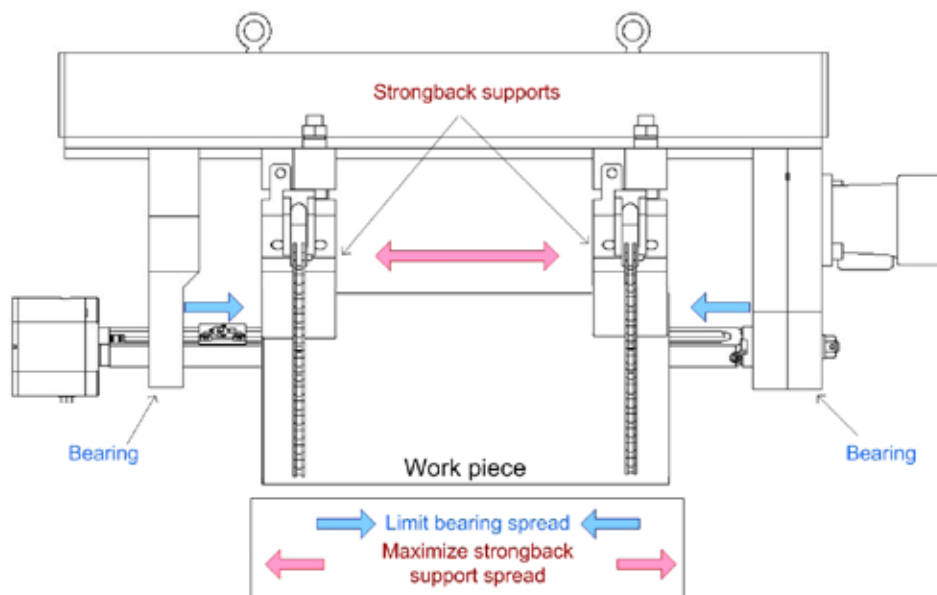 Strongback supports
Bearing
Bearing
Work piece
Limit bearing spread
Maximize strongback
support spread